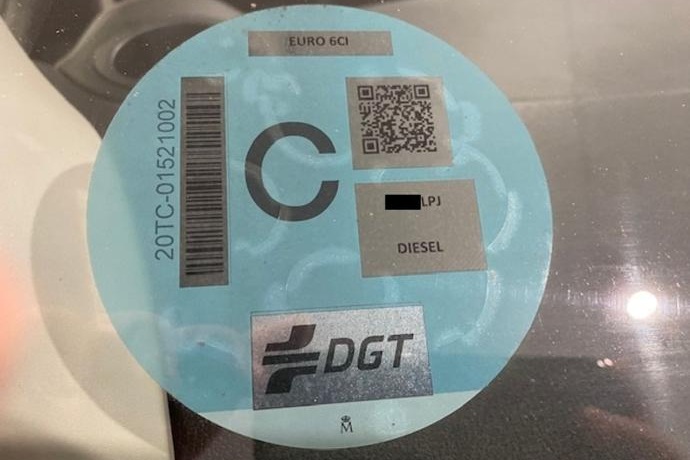 EURO 6CI
20TC-01521002
C
LPJ
DIESEL
DGT
M